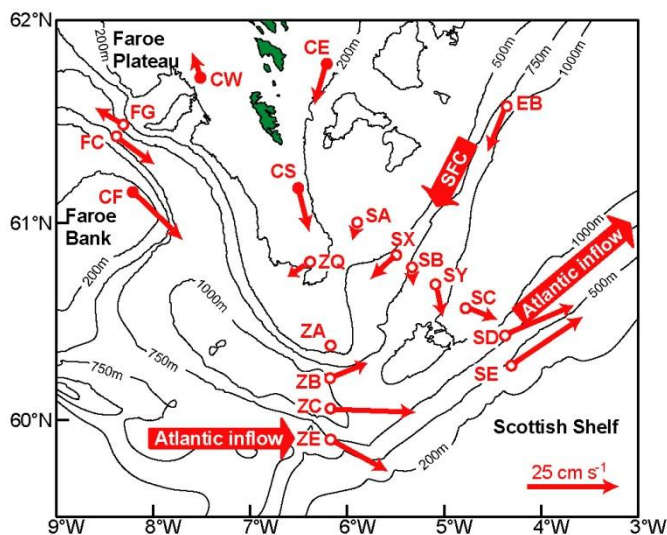 62°N
Faroe
Plateau
CW
CE
200m
500m
750m
1000m
EB
FG
FC
SFC
CS
CF
SA
61°N
Faroe
Bank
SX
SB
ZQ
SY
200m
1000m
SC
1000m
Atlantic inflow
500m
ZA
SD
750m
750m
ZB
SE
60°N
ZC
Atlantic inflow
ZE
Scottish Shelf
200m
25 cm s-1
9°W
8°W
7°W
6°W
5°W
4°W
3°W